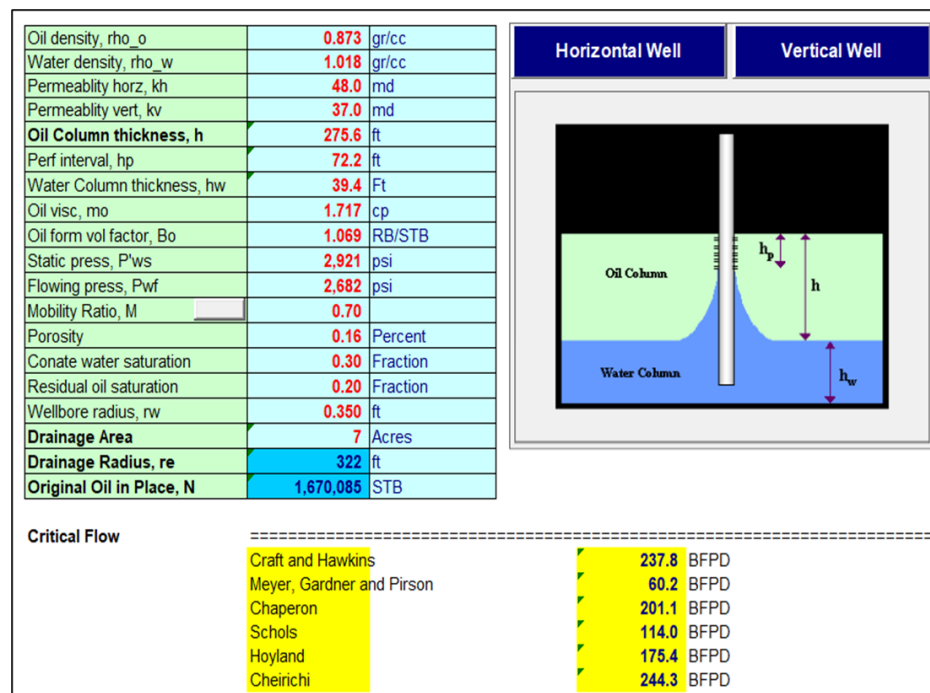 Oil density, rho_o 0.873 gr/cc
Water density, rho_w 1.018 gr/cc
Permeablity horz, kh 48.0 md
Permeablity vert, kv 37.0 md
Oil Column thickness, h 275.6 ft
Perf interval, hp 72.2 ft
Water Column thickness, hw 39.4 Ft
Oil visc, mo 1.717 cp
Oil form vol factor, Bo 1.069 RB/STB
Static press, P'ws 2,921 psi
Flowing press, Pwf 2,682 psi
Mobility Ratio, M 0.70
Porosity 0.16 Percent
Conate water saturation 0.30 Fraction
Residual oil saturation 0.20 Fraction
Wellbore radius, rw 0.350 ft
Drainage Area 7 Acres
Drainage Radius, re 322 ft
Original Oil in Place, N 1,670,085 STB
Horizontal Well Vertical Well
hp
Oil Column
h
Water Column
hw
Critical Flow ==========================================================
Craft and Hawkins 237.8 BFPD
Meyer, Gardner and Pirson 60.2 BFPD
Chaperon 201.1 BFPD
Schols 114.0 BFPD
Hoyland 175.4 BFPD
Cheirichi 244.3 BFPD